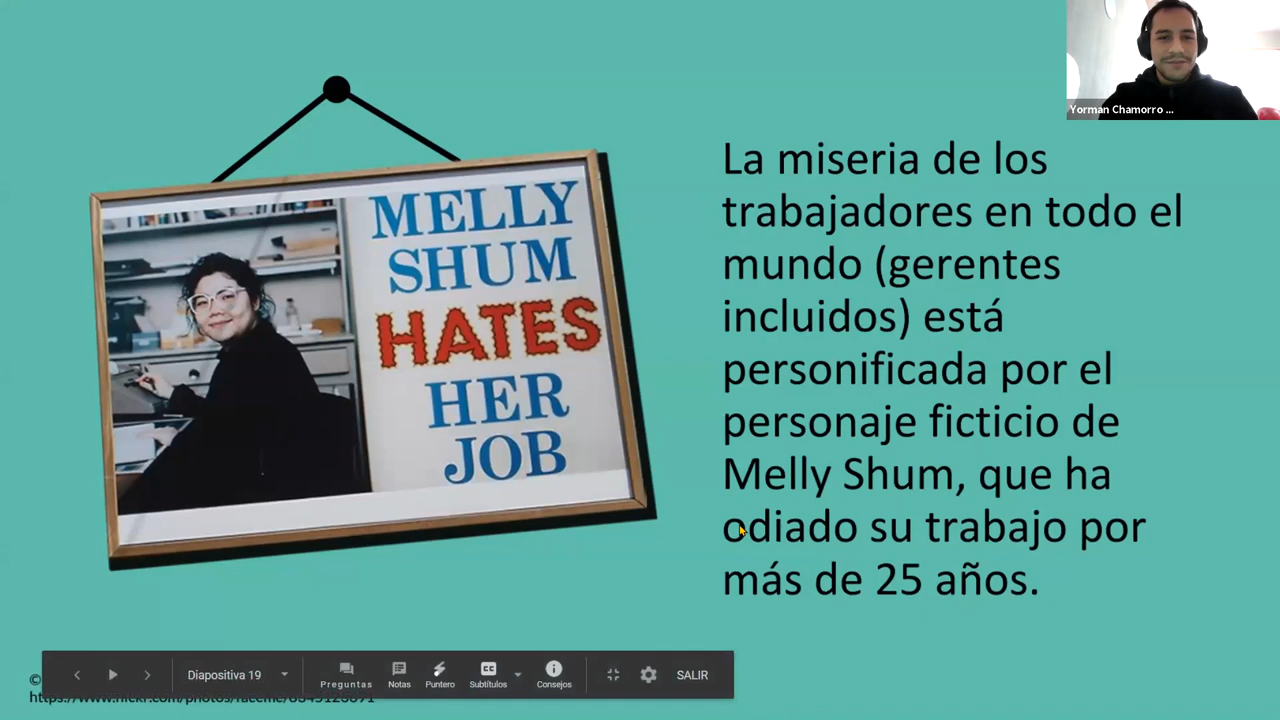 Yorman Chamorro ...
MELLY
SHUM
HATES
HER
JOB
La miseria de los
trabajadores en todo el
mundo (gerentes
incluidos) está
personificada por el
personaje ficticio de
Melly Shum, que ha
odiado su trabajo por
más de 25 años.
Diapositiva 19
Preguntas
Notas
Puntero
CC
Subtítulos
Consejos
SALIR
©